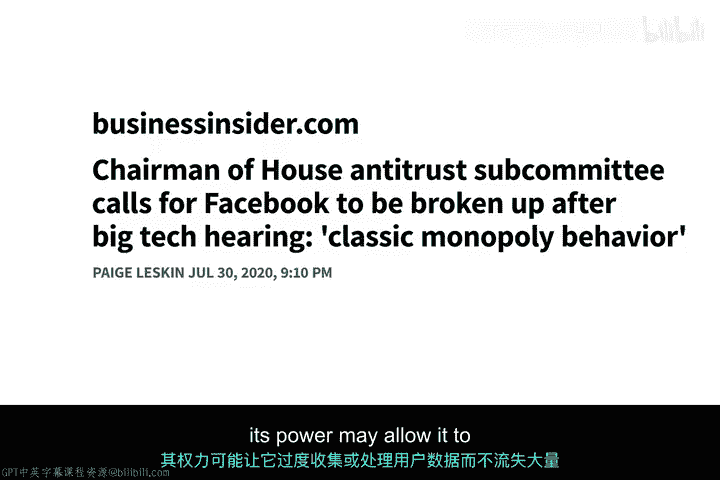 bilibili
businessinsider.com
Chairman of House antitrust subcommittee
calls for Facebook to be broken up after
big tech hearing: 'classic monopoly behavior'
PAIGE LESKIN JUL 30, 2020, 9:10 PM
its power may allow it to
其权力可能让它过度收集或处理用户数据而不流失大量
GPT中英字幕课程资源@bilibili.com